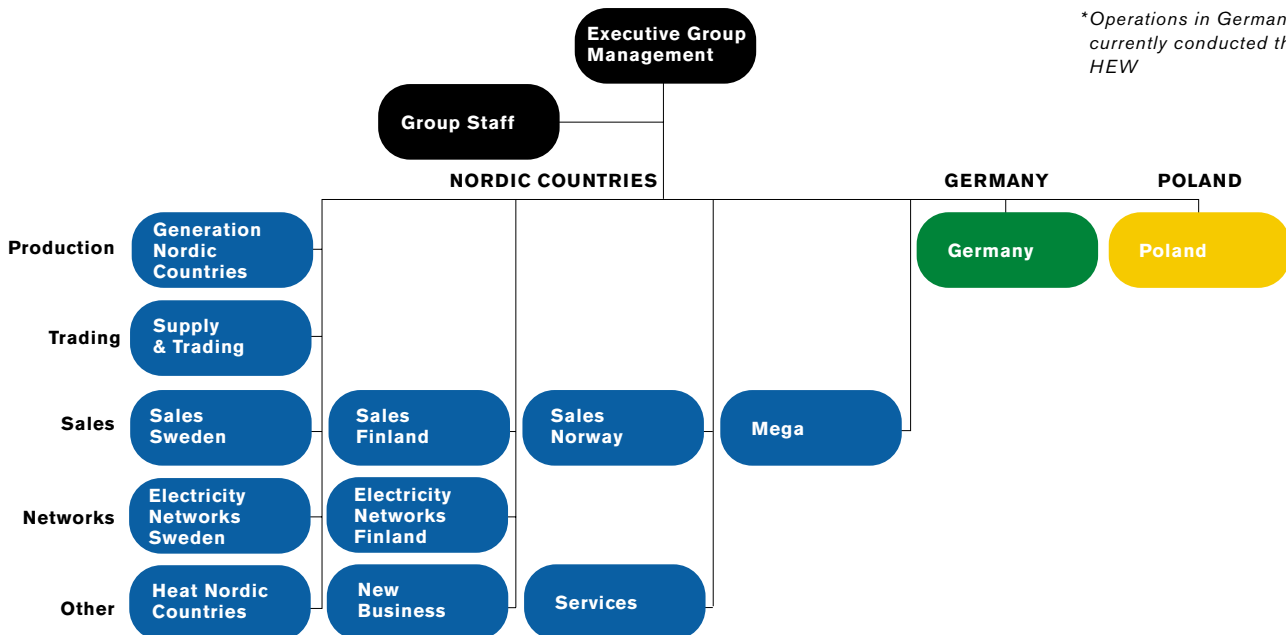 Executive Group
Management
*Operations in German
currently conducted th
HEW
Group Staff
NORDIC COUNTRIES
GERMANY
POLAND
Production
Generation
Nordic
Countries
Germany
Poland
Trading
Supply
& Trading
Sales
Sales
Sweden
Sales
Finland
Sales
Norway
Mega
Networks
Electricity
Networks
Sweden
Electricity
Networks
Finland
Other
Heat Nordic
Countries
New
Business
Services